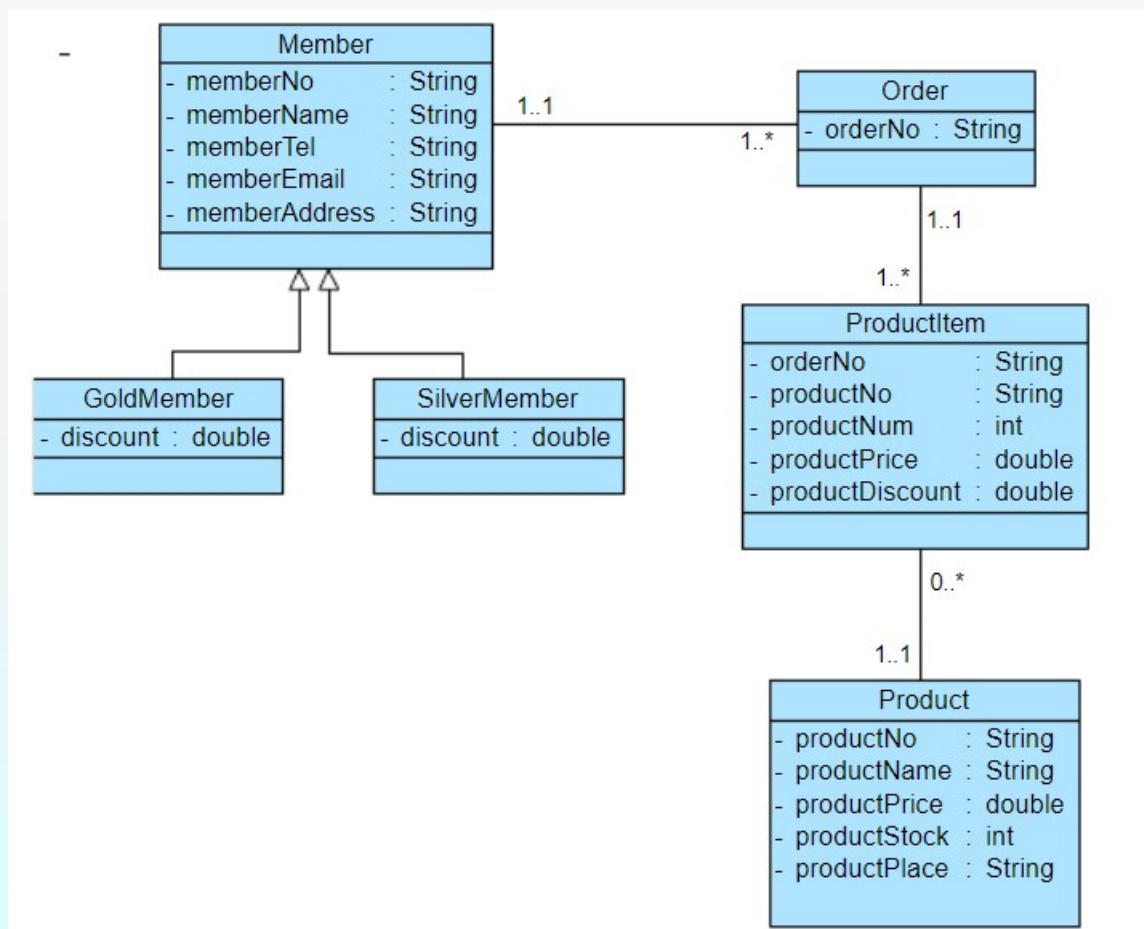 Member
- memberNo : String
- memberName : String
- memberTel : String
- memberEmail : String
- memberAddress : String
1..1
1..*
Order
- orderNo : String
1..1
1..*
GoldMember
- discount : double
SilverMember
- discount : double
ProductItem
- orderNo : String
- productNo : String
- productNum : int
- productPrice : double
- productDiscount : double
0..*
1..1
Product
- productNo : String
- productName : String
- productPrice : double
- productStock : int
- productPlace : String